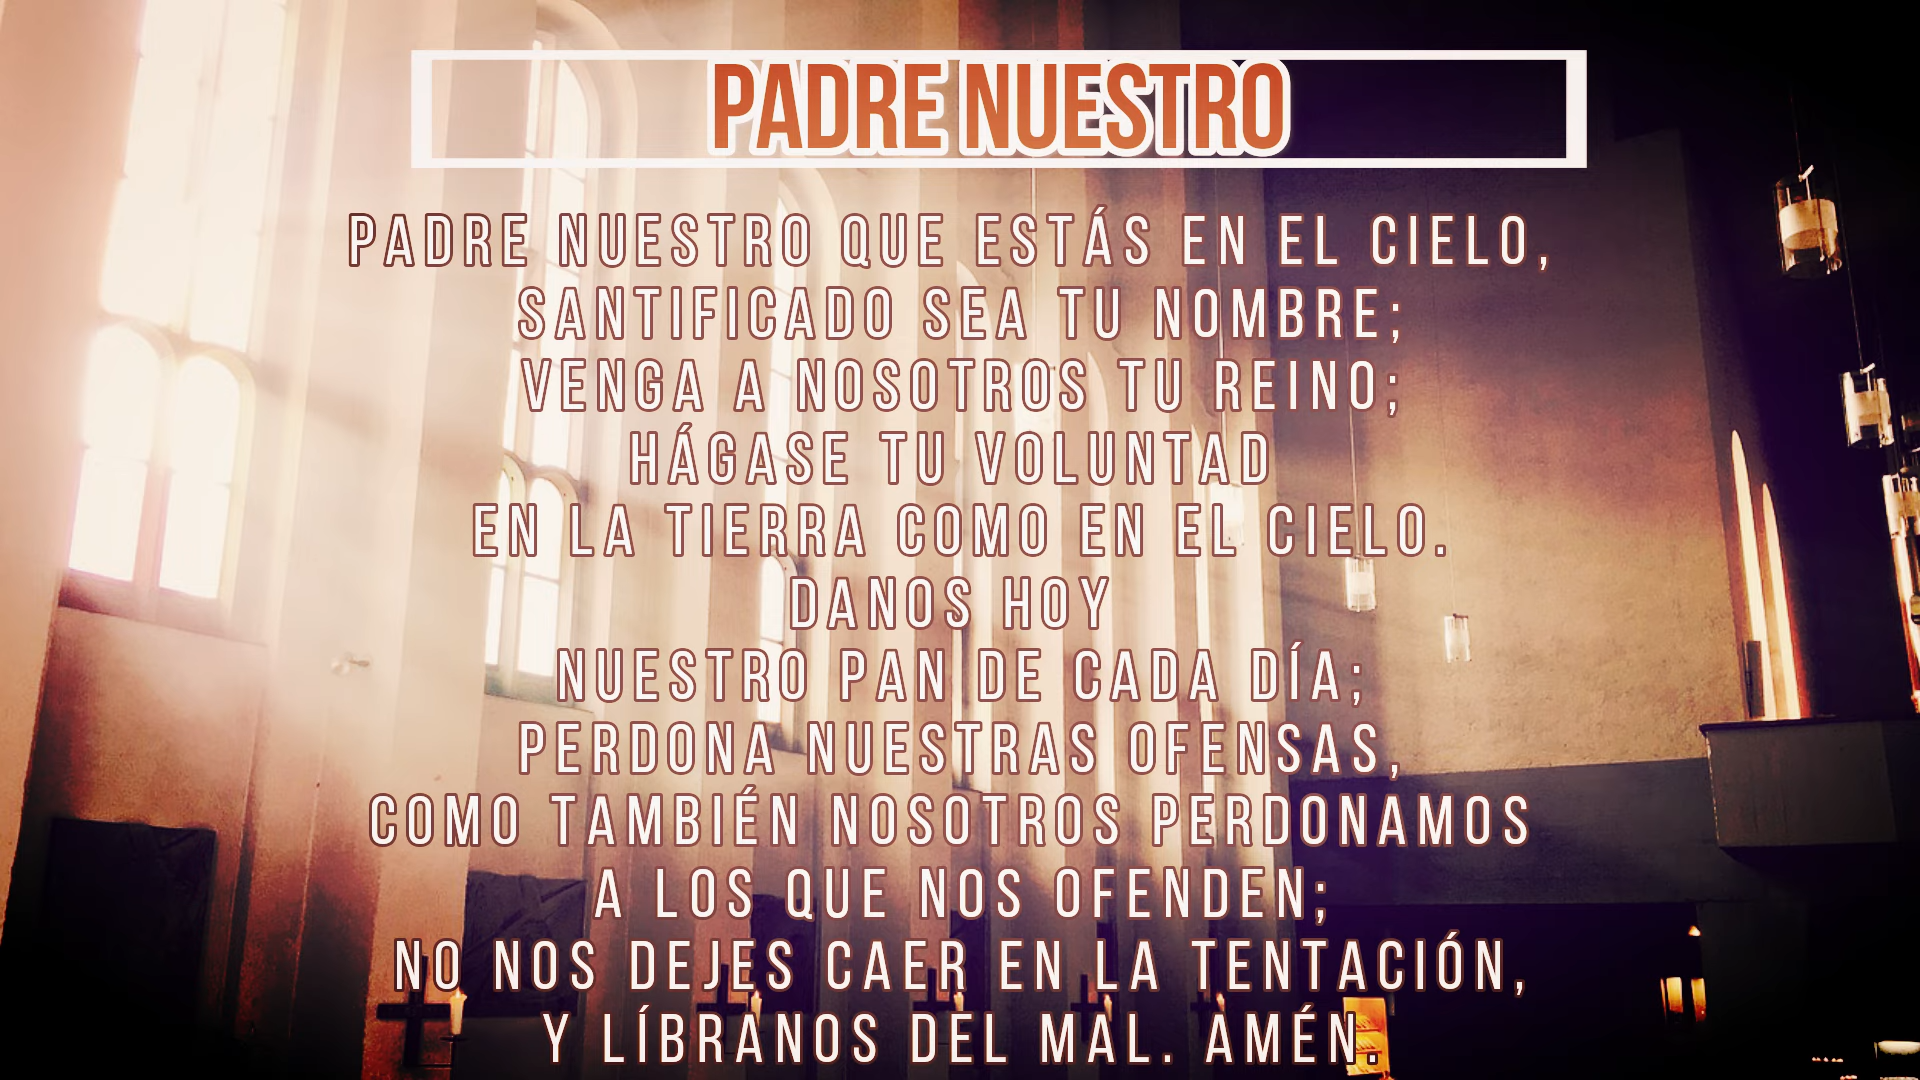 PADRE NUESTRO
PADRE NUESTRO QUE ESTÁS EN EL CIELO,
SANTIFICADO SEA TU NOMBRE;
VENGA A NOSOTROS TU REINO;
HÁGASE TU VOLUNTAD
EN LA TIERRA COMO EN EL CIELO.
DANOS HOY
NUESTRO PAN DE CADA DÍA;
PERDONA NUESTRAS OFENSAS,
COMO TAMBIÉN NOSOTROS PERDONAMOS
A LOS QUE NOS OFENDEN;
NO NOS DEJES CAER EN LA TENTACIÓN,
Y LÍBRANOS DEL MAL. AMÉN.